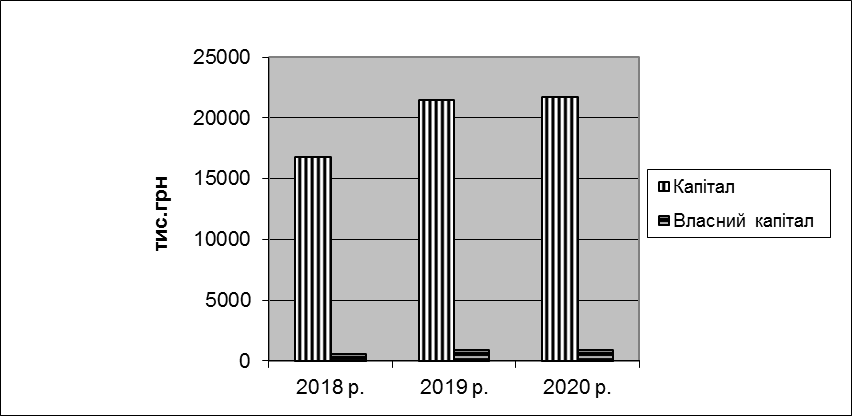 25000
20000
15000
10000
5000
0
тис.грн
2018 р.
2019 р.
2020 р.
Капітал
Власний капітал